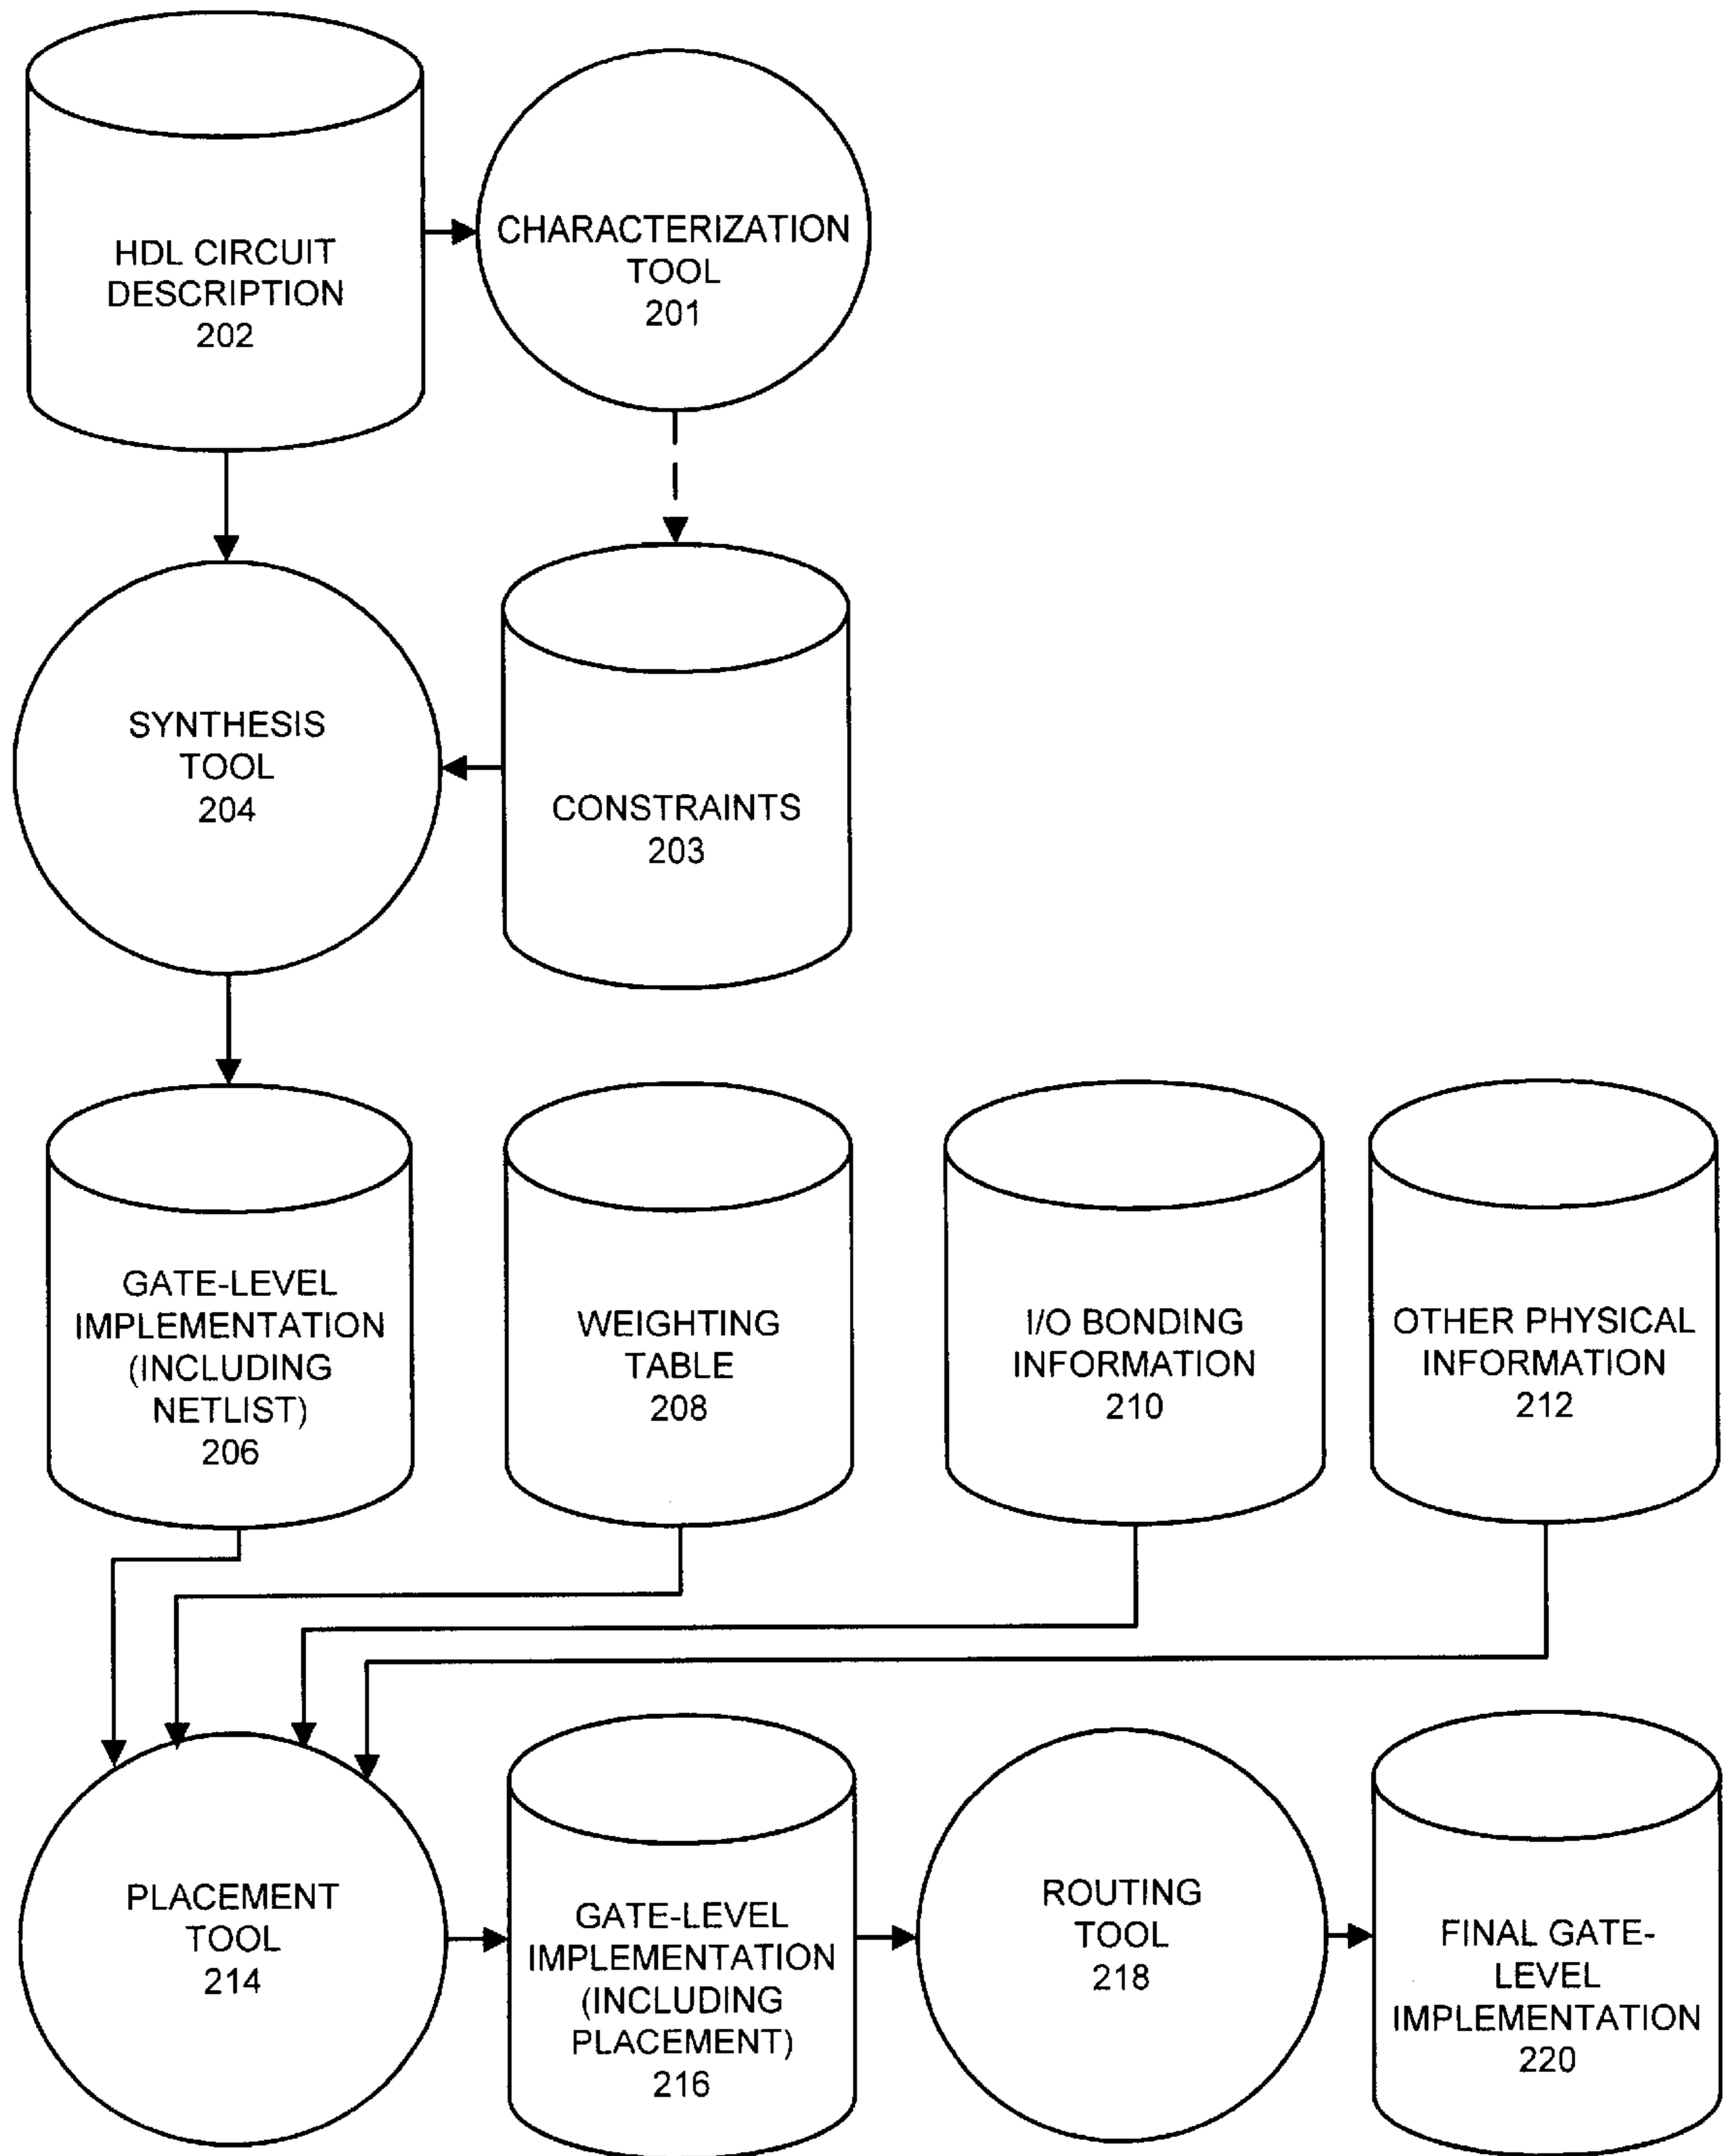 HDL CIRCUIT
DESCRIPTION
202
CHARACTERIZATION
TOOL
201
SYNTHESIS
TOOL
204
CONSTRAINTS
203
GATE-LEVEL
IMPLEMENTATION
(INCLUDING
NETLIST)
206
WEIGHTING
TABLE
208
I/O BONDING
INFORMATION
210
OTHER PHYSICAL
INFORMATION
212
PLACEMENT
TOOL
214
GATE-LEVEL
IMPLEMENTATION
(INCLUDING
PLACEMENT)
216
ROUTING
TOOL
218
FINAL GATE-
LEVEL
IMPLEMENTATION
220